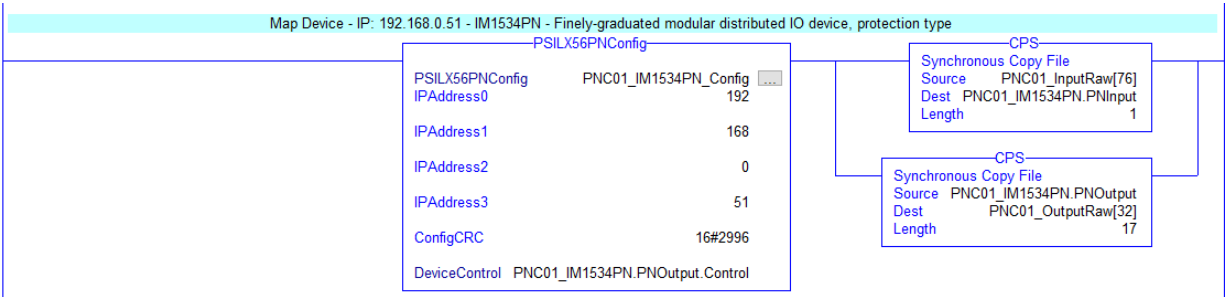 Map Device - IP: 192.168.0.51 - IM1534PN - Finely-graduated modular distributed IO device, protection type
PSILX56PNConfig
PSILX56PNConfig PNC01_IM1534PN_Config ...
IPAddress0 192
IPAddress1 168
IPAddress2 0
IPAddress3 51
ConfigCRC 16#2996
DeviceControl PNC01_IM1534PN.PNOutput.Control
CPS
Synchronous Copy File
Source PNC01_InputRaw[76]
Dest PNC01_IM1534PN.PNInput
Length 1
CPS
Synchronous Copy File
Source PNC01_IM1534PN.PNOutput
Dest PNC01_OutputRaw[32]
Length 17